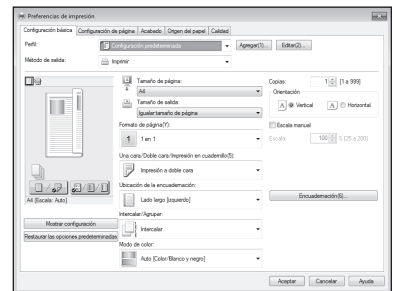 Preferencias de impresión
Configuración básica Configuración de página Acabado Origen del papel Calidad
Perfil: Configuración predeterminada Agregar(1)... Editar(2)...
Método de salida: Imprimir
Tamaño de página:
A4
Tamaño de salida:
Igualar tamaño de página
Formato de página(Y):
1 1 en 1
Una cara/Doble cara/Impresión en cuadernillo(5):
Impresión a doble cara
Ubicación de la encuadernación:
Lado largo [izquierdo]
Intercalar/Agrupar:
Intercalar
Modo de color:
Auto [Color/Blanco y negro]
Copias: 1 [1 a 999]
Orientación
A Vertical A Horizontal
Escala manual
Escala: 100 % [25 a 200]
Encuadernación(6)...
A4 [Escala: Auto]
Mostrar configuración
Restaurar las opciones predeterminadas
Aceptar Cancelar Ayuda